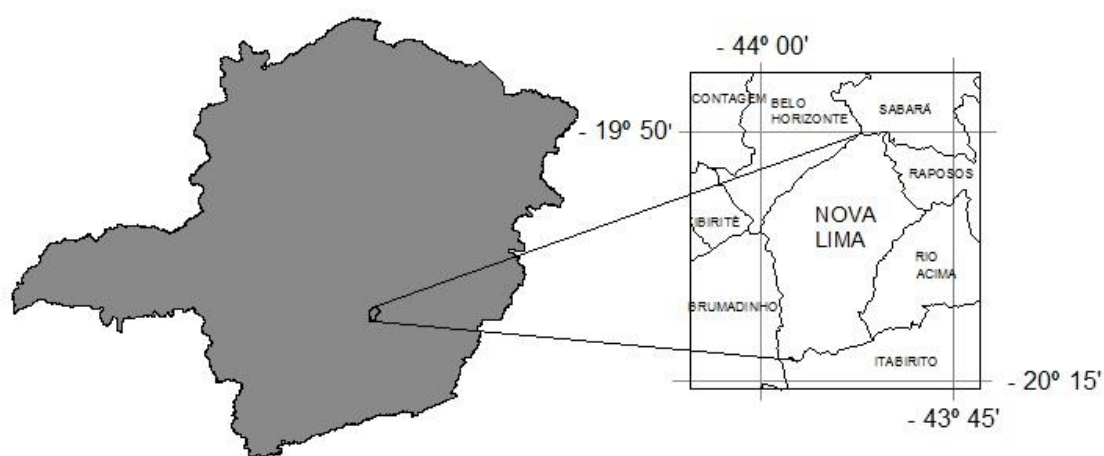 - 44º 00'
CONTAGEM
BELO
HORIZONTE
SABARÁ
- 19º 50'
RAPOSOS
IBIRITÉ
NOVA
LIMA
RIO
ACIMA
BRUMADINHO
ITABIRITO
- 20º 15'
- 43º 45'